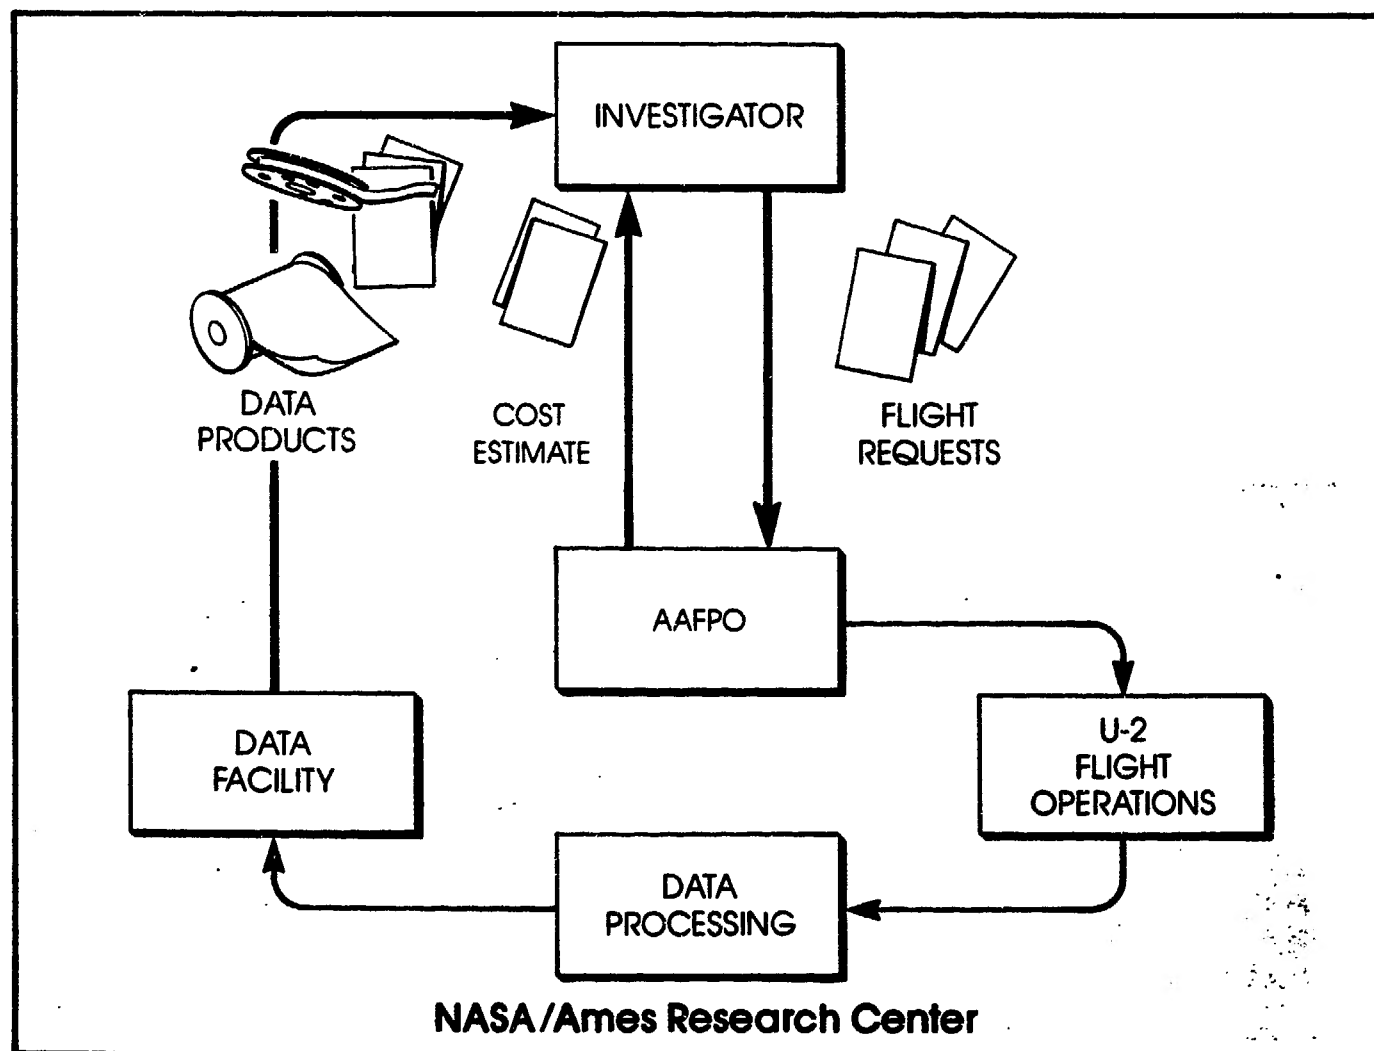 INVESTIGATOR
DATA
PRODUCTS
COST
ESTIMATE
FLIGHT
REQUESTS
AAFPO
DATA
FACILITY
U-2
FLIGHT
OPERATIONS
DATA
PROCESSING
NASA/Ames Research Center